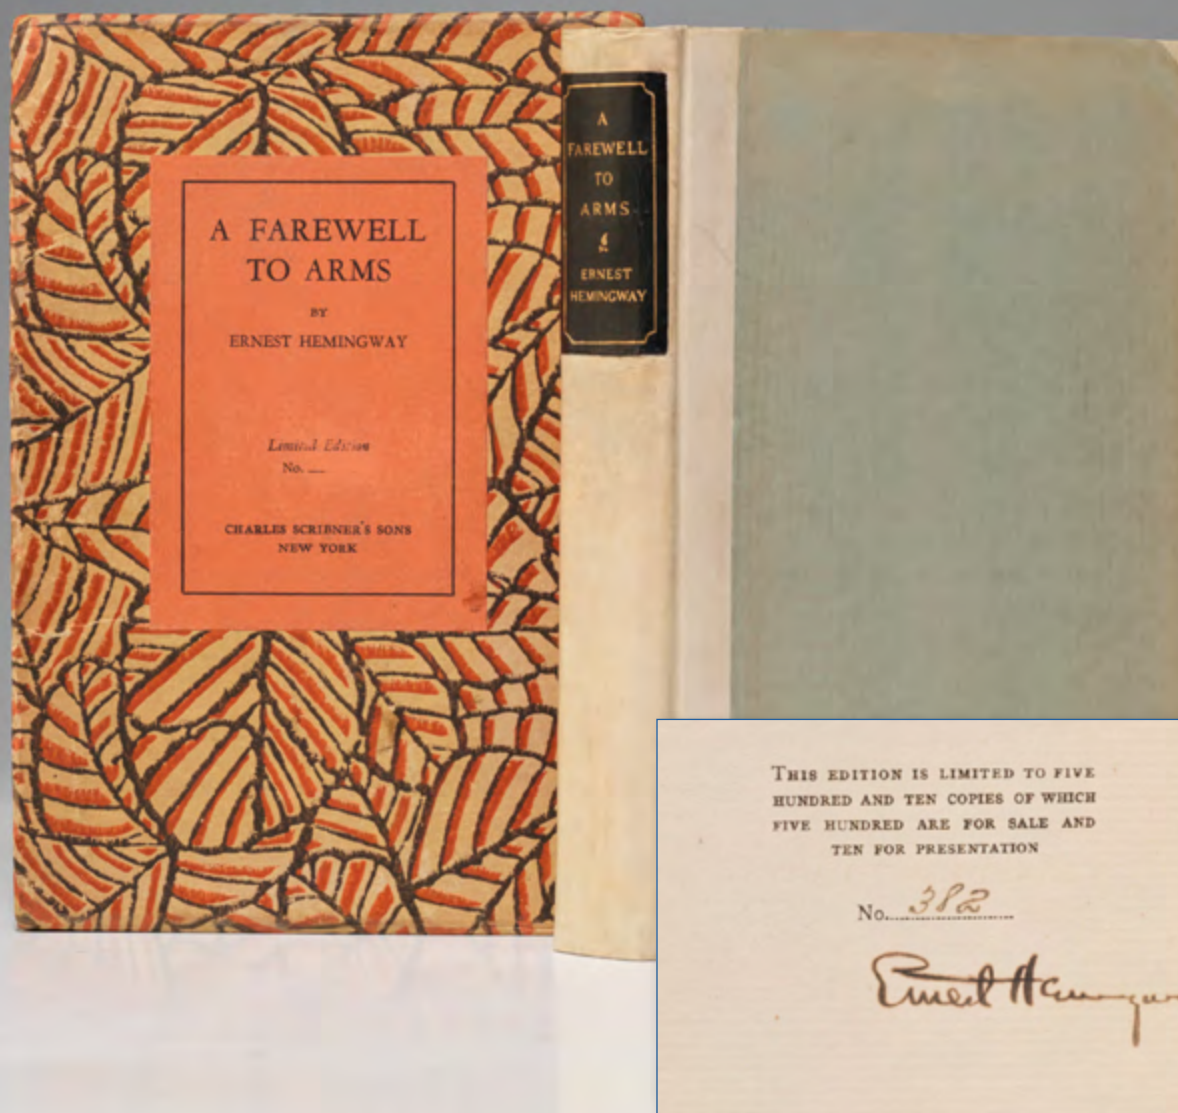 A FAREWELL
TO ARMS
BY
ERNEST HEMINGWAY
Limited Edition
No.
CHARLES SCRIBNER'S SONS
NEW YORK
A
FAREWELL
TO
ARMS
ERNEST
HEMINGWAY
THIS EDITION IS LIMITED TO FIVE
HUNDRED AND TEN COPIES OF WHICH
FIVE HUNDRED ARE FOR SALE AND
TEN FOR PRESENTATION
No. 382
Ernest Hemingway